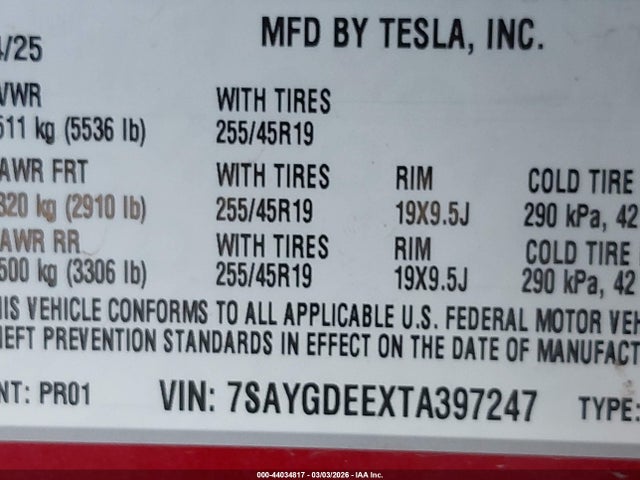 MFD BY TESLA, INC.
4/25
VWR WITH TIRES
511 kg (5536 lb) 255/45R19
AWR FRT WITH TIRES RIM COLD TIRE
320 kg (2910 lb) 255/45R19 19X9.5J 290 kPa, 42
AWR RR WITH TIRES RIM COLD TIRE
500 kg (3306 lb) 255/45R19 19X9.5J 290 kPa, 42
HIS VEHICLE CONFORMS TO ALL APPLICABLE U.S. FEDERAL MOTOR VEH
HEFT PREVENTION STANDARDS IN EFFECT ON THE DATE OF MANUFACT
NT: PR01 VIN: 7SAYGDEEXTA397247 TYPE:
000-44034817 - 03/03/2026 - IAA Inc.